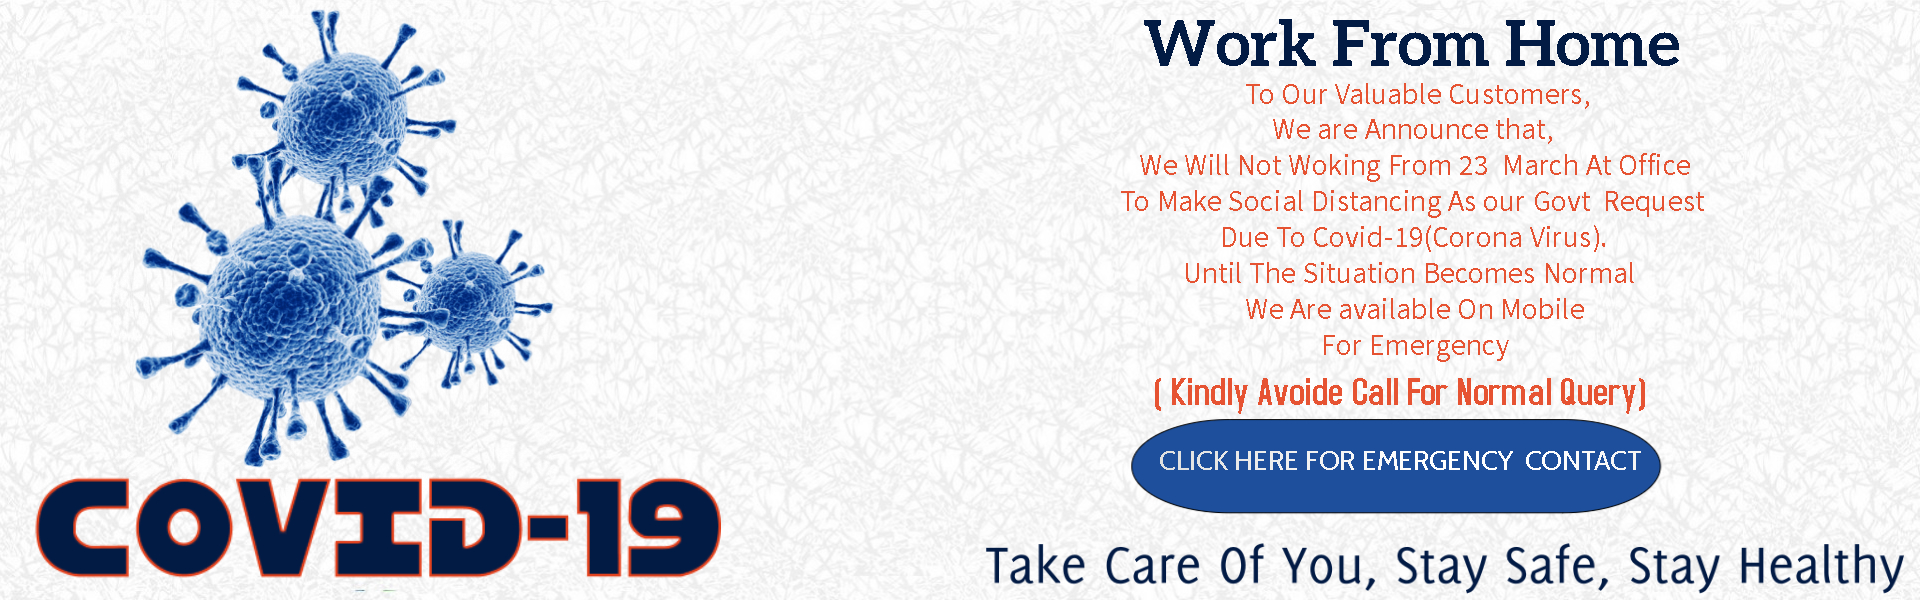 Work From Home
To Our Valuable Customers,
We are Announce that,
We Will Not Woking From 23 March At Office
To Make Social Distancing As our Govt Request
Due To Covid-19(Corona Virus).
Until The Situation Becomes Normal
We Are available On Mobile
For Emergency
( Kindly Avoide Call For Normal Query)
CLICK HERE FOR EMERGENCY CONTACT
COVID-19
Take Care Of You, Stay Safe, Stay Healthy